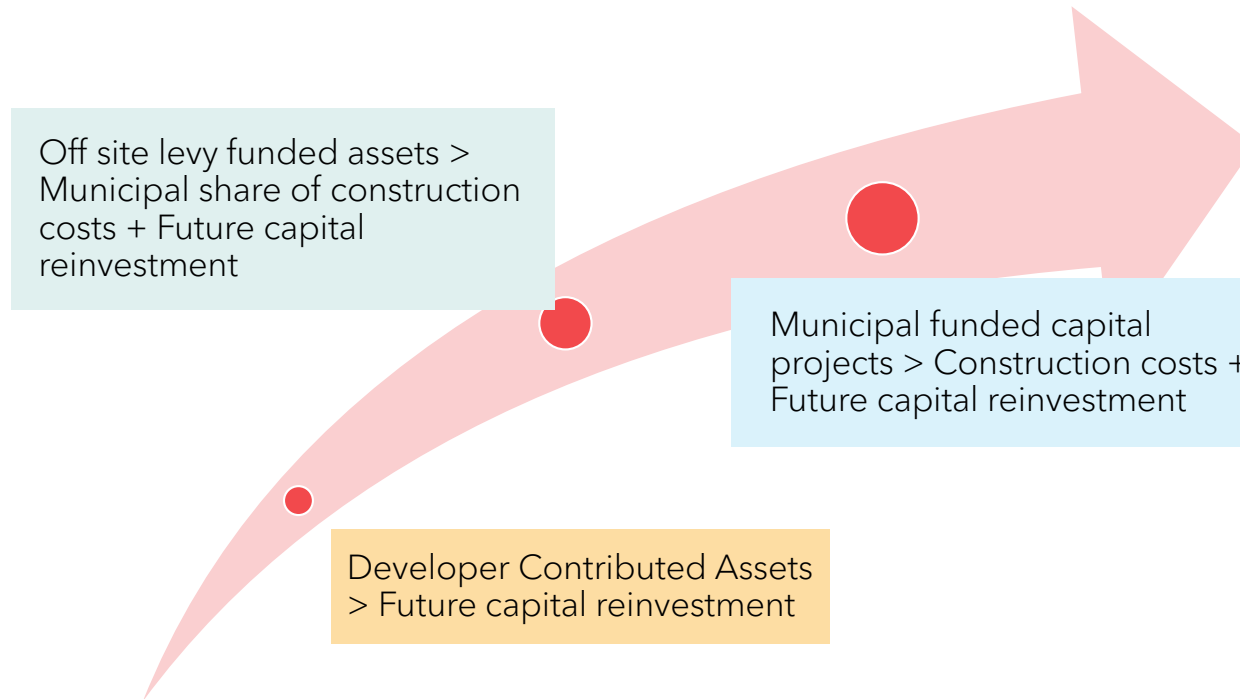 Off site levy funded assets >
Municipal share of construction
costs + Future capital
reinvestment
Municipal funded capital
projects > Construction costs +
Future capital reinvestment
Developer Contributed Assets
> Future capital reinvestment